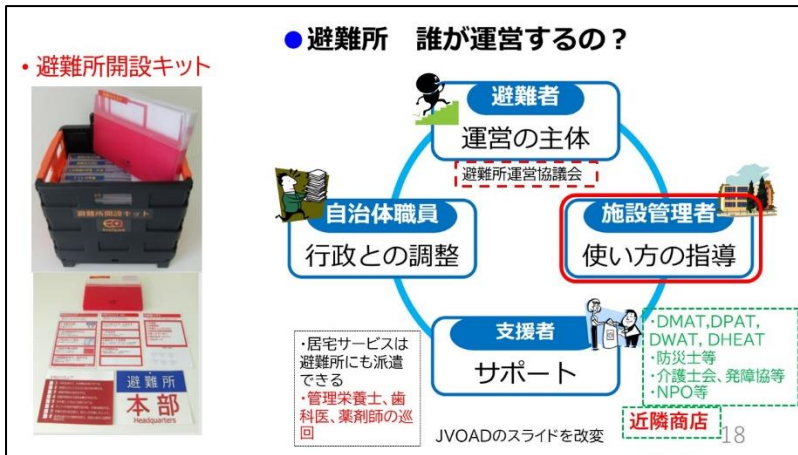 ●避難所 誰が運営するの？
・避難所開設キット
避難所開設キット
避難所
本部
Headquarters
避難者
運営の主体
避難所運営協議会
自治体職員
行政との調整
施設管理者
使い方の指導
支援者
サポート
・居宅サービスは
避難所にも派遣
できる
・管理栄養士、歯
科医、薬剤師の巡
回
・DMAT,DPAT,
DWAT, DHEAT
・防災士等
・介護士会、発障協等
・NPO等
近隣商店
JVOADのスライドを改変
18